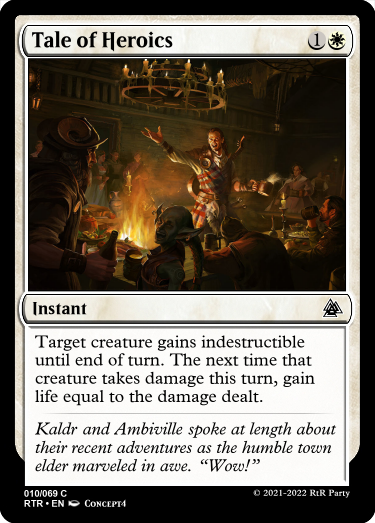 Tale of Heroics 1
Instant
Target creature gains indestructible
until end of turn. The next time that
creature takes damage this turn, gain
life equal to the damage dealt.
Kaldr and Ambiville spoke at length about
their recent adventures as the humble town
elder marveled in awe. “Wow!”
010/069 C
RTR • EN Concept4
© 2021-2022 RtR Party